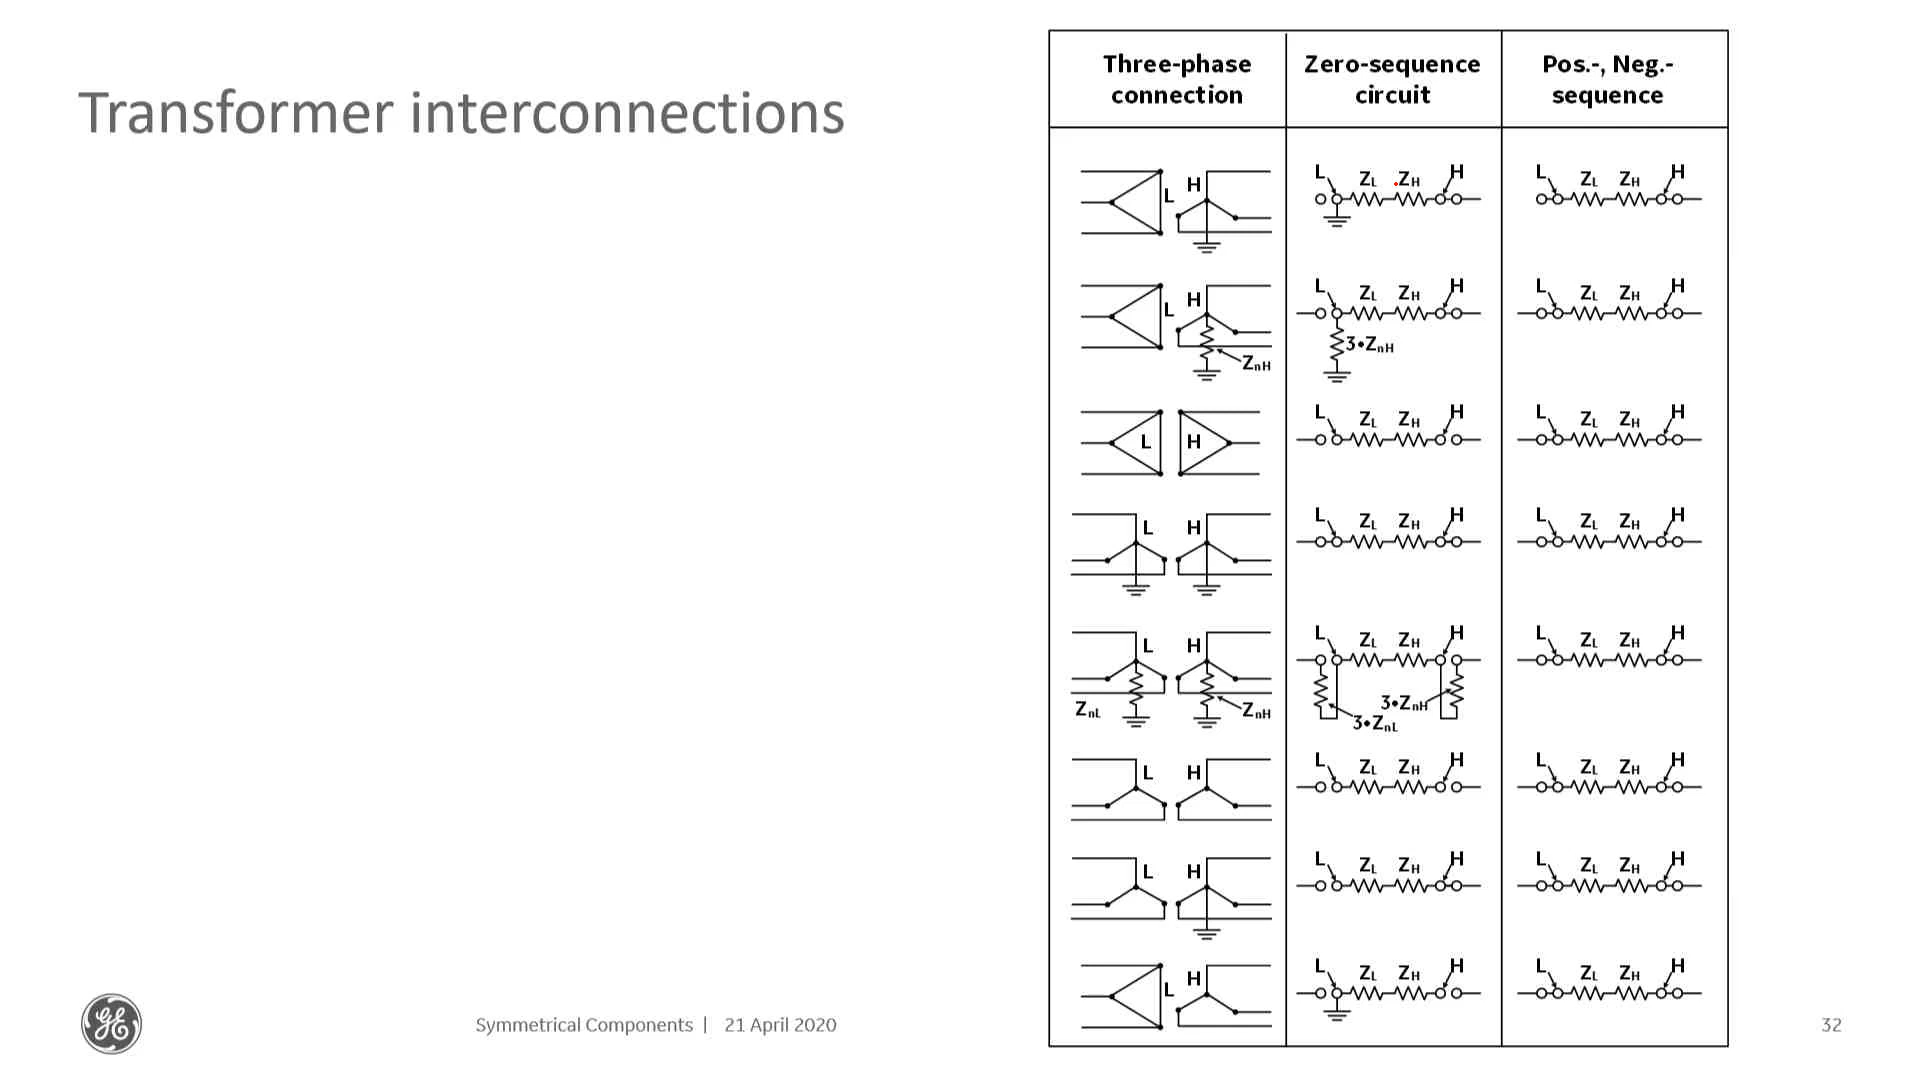 Transformer interconnections
Three-phase connection
Zero-sequence circuit
Pos.-, Neg.-sequence
L H
L ZL ZH H
L ZL ZH H
L H
ZnH
L ZL ZH H
3•ZnH
L ZL ZH H
L H
L ZL ZH H
L ZL ZH H
L H
L ZL ZH H
L ZL ZH H
L H
ZnL ZnH
L ZL ZH H
3•ZnH
3•ZnL
L ZL ZH H
L H
L ZL ZH H
L ZL ZH H
L H
L ZL ZH H
L ZL ZH H
L H
L ZL ZH H
L ZL ZH H
GE
Symmetrical Components | 21 April 2020
32